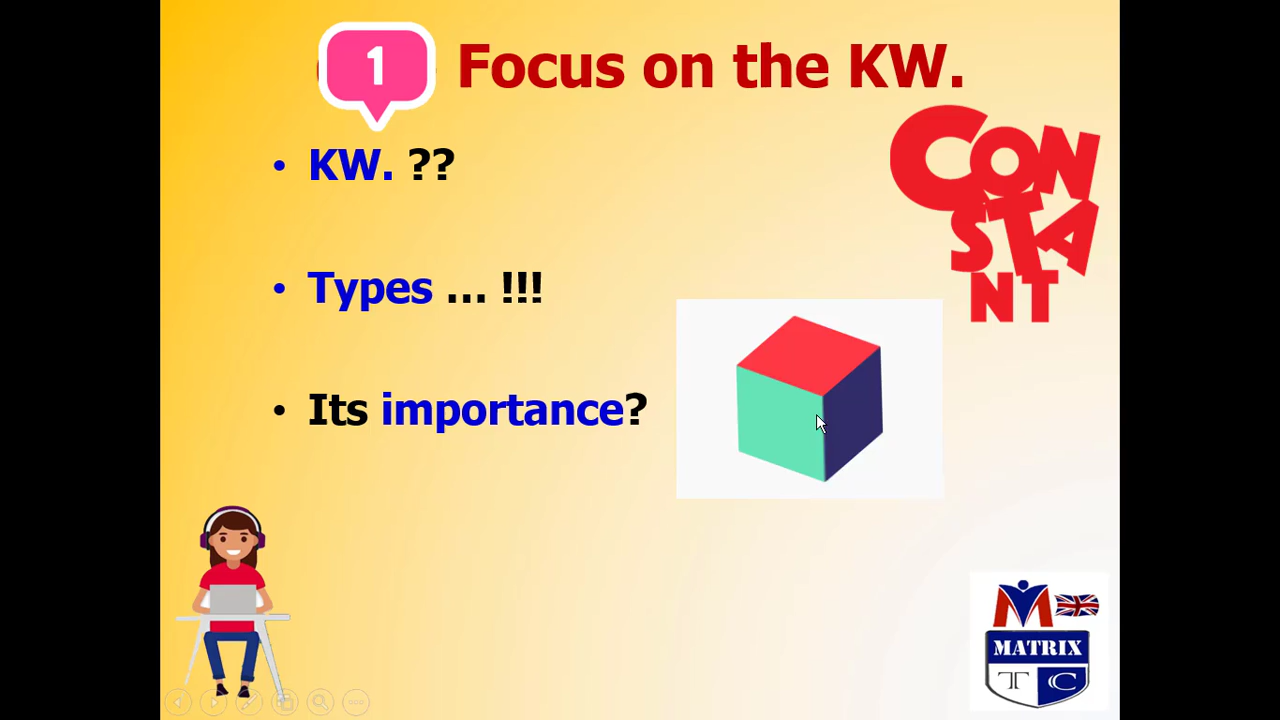 1 Focus on the KW.
• KW. ??
• Types ... !!!
• Its importance?
CON
STA
NT
MATRIX
T C